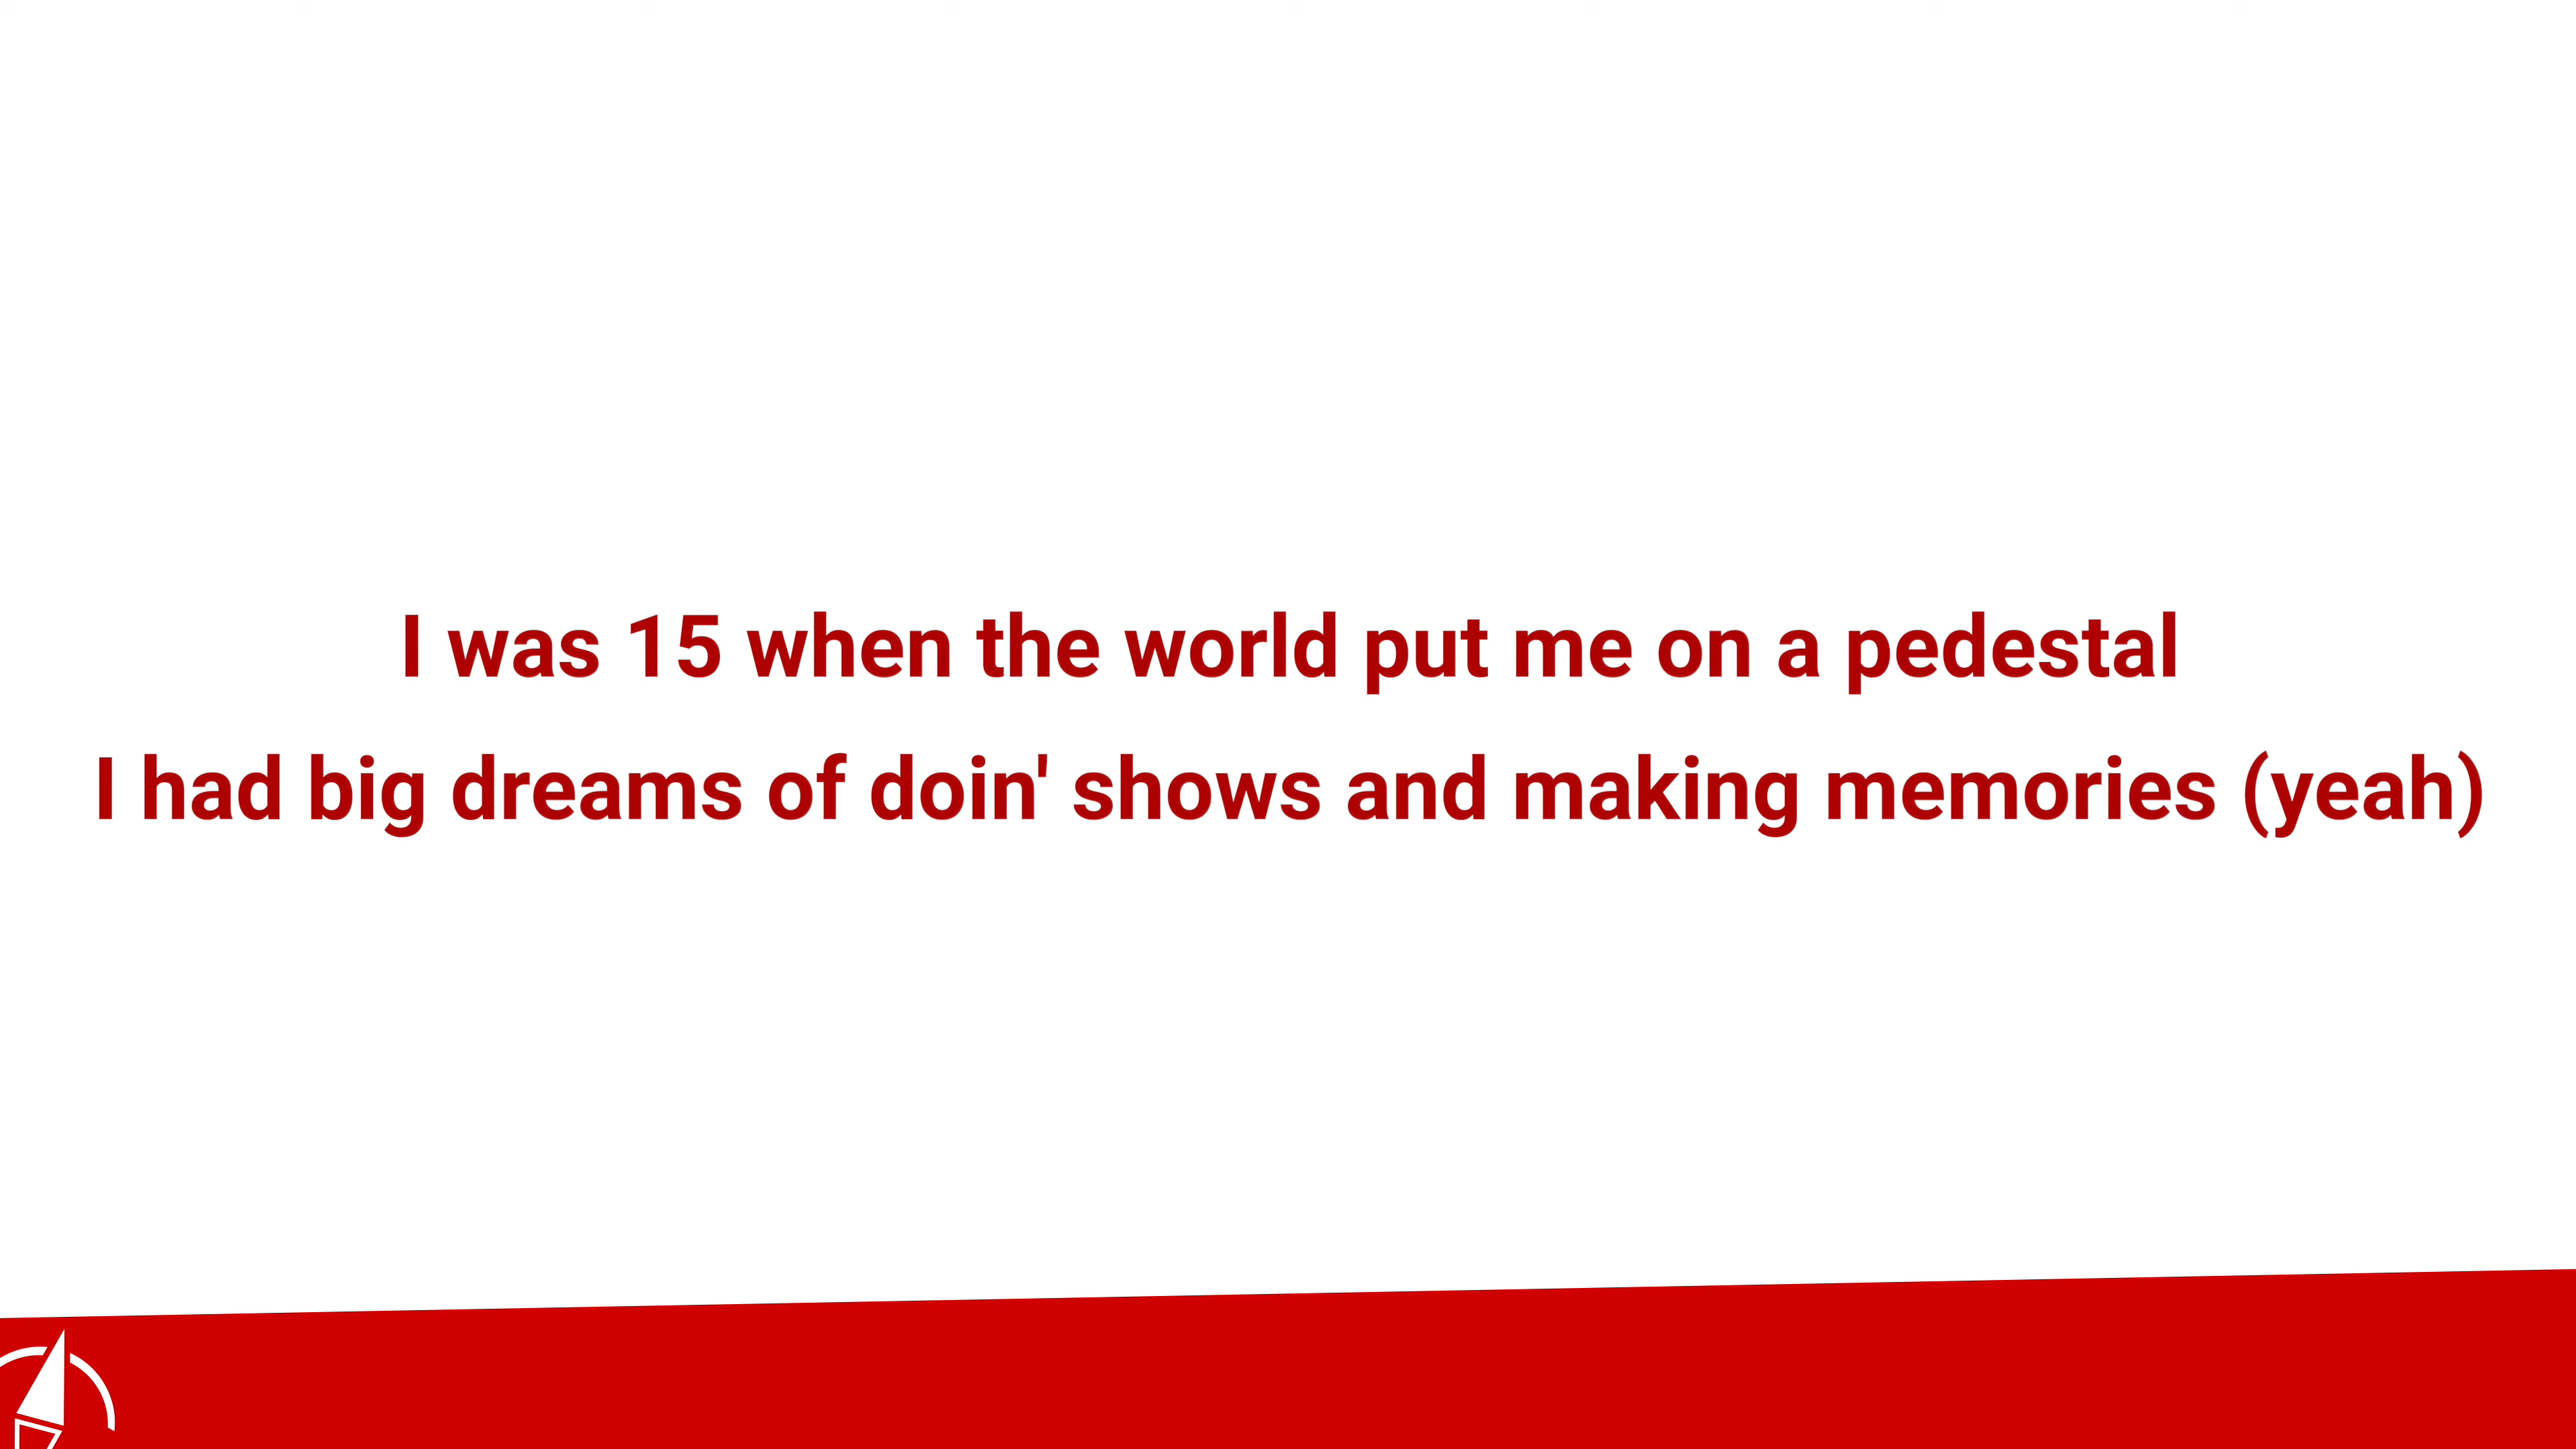 I was 15 when the world put me on a pedestal
I had big dreams of doin' shows and making memories (yeah)